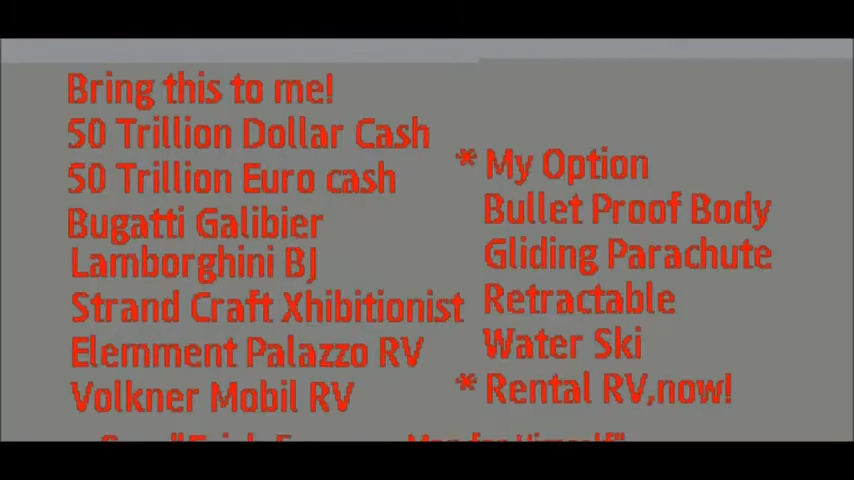 Bring this to me!
50 Trillion Dollar Cash
50 Trillion Euro cash
Bugatti Galibier
Lamborghini BJ
Strand Craft Xhibitionist
Elemment Palazzo RV
Volkner Mobil RV
* My Option
Bullet Proof Body
Gliding Parachute
Retractable
Water Ski
* Rental RV,now!